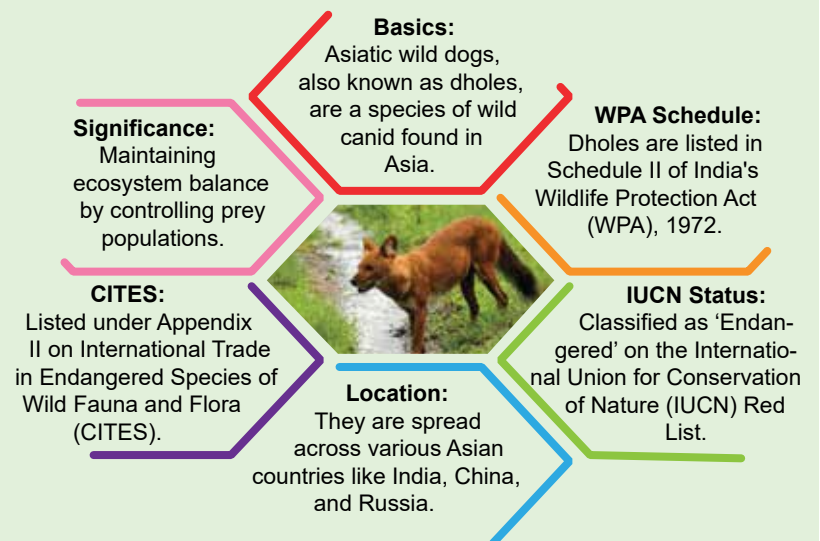 Basics:
Asiatic wild dogs,
also known as dholes,
are a species of wild
canid found in
Asia.
WPA Schedule:
Dholes are listed in
Schedule II of India's
Wildlife Protection Act
(WPA), 1972.
IUCN Status:
Classified as ‘Endan-
gered’ on the Internatio-
nal Union for Conservation
of Nature (IUCN) Red
List.
Location:
They are spread
across various Asian
countries like India, China,
and Russia.
CITES:
Listed under Appendix
II on International Trade
in Endangered Species of
Wild Fauna and Flora
(CITES).
Significance:
Maintaining
ecosystem balance
by controlling prey
populations.